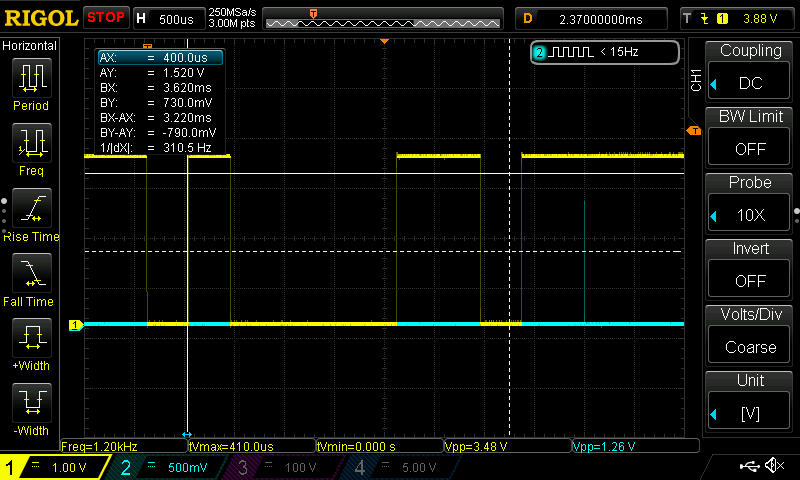 RIGOL STOP H 500us 250MSa/s 3.00M pts T D 2.37000000ms T 1 3.88 V
Horizontal
Period
Freq
Rise Time
Fall Time
+Width
-Width
AX: = 400.0us
AY: = 1.520 V
BX: = 3.620ms
BY: = 730.0mV
BX-AX: = 3.220ms
BY-AY: = -790.0mV
1/|dX|: = 310.5 Hz
2 < 15Hz
T
1
CH1
Coupling
DC
BW Limit
OFF
Probe
10X
Invert
OFF
Volts/Div
Coarse
Unit
[V]
Freq=1.20kHz tVmax=410.0us tVmin=0.000 s Vpp=3.48 V Vpp=1.26 V
1 = 1.00 V 2 = 500mV 3 = 100 V 4 = 5.00 V